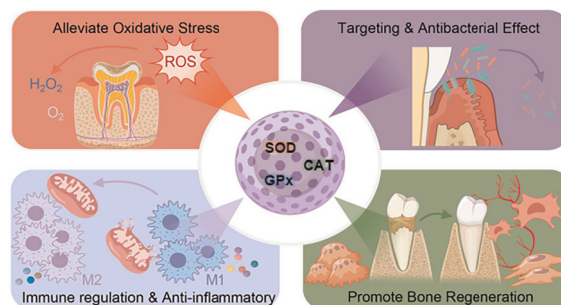 Alleviate Oxidative Stress
ROS
H₂O₂
O₂
Targeting & Antibacterial Effect
SOD
CAT
GPx
M2
M1
Immune regulation & Anti-inflammatory
Promote Bone Regeneration